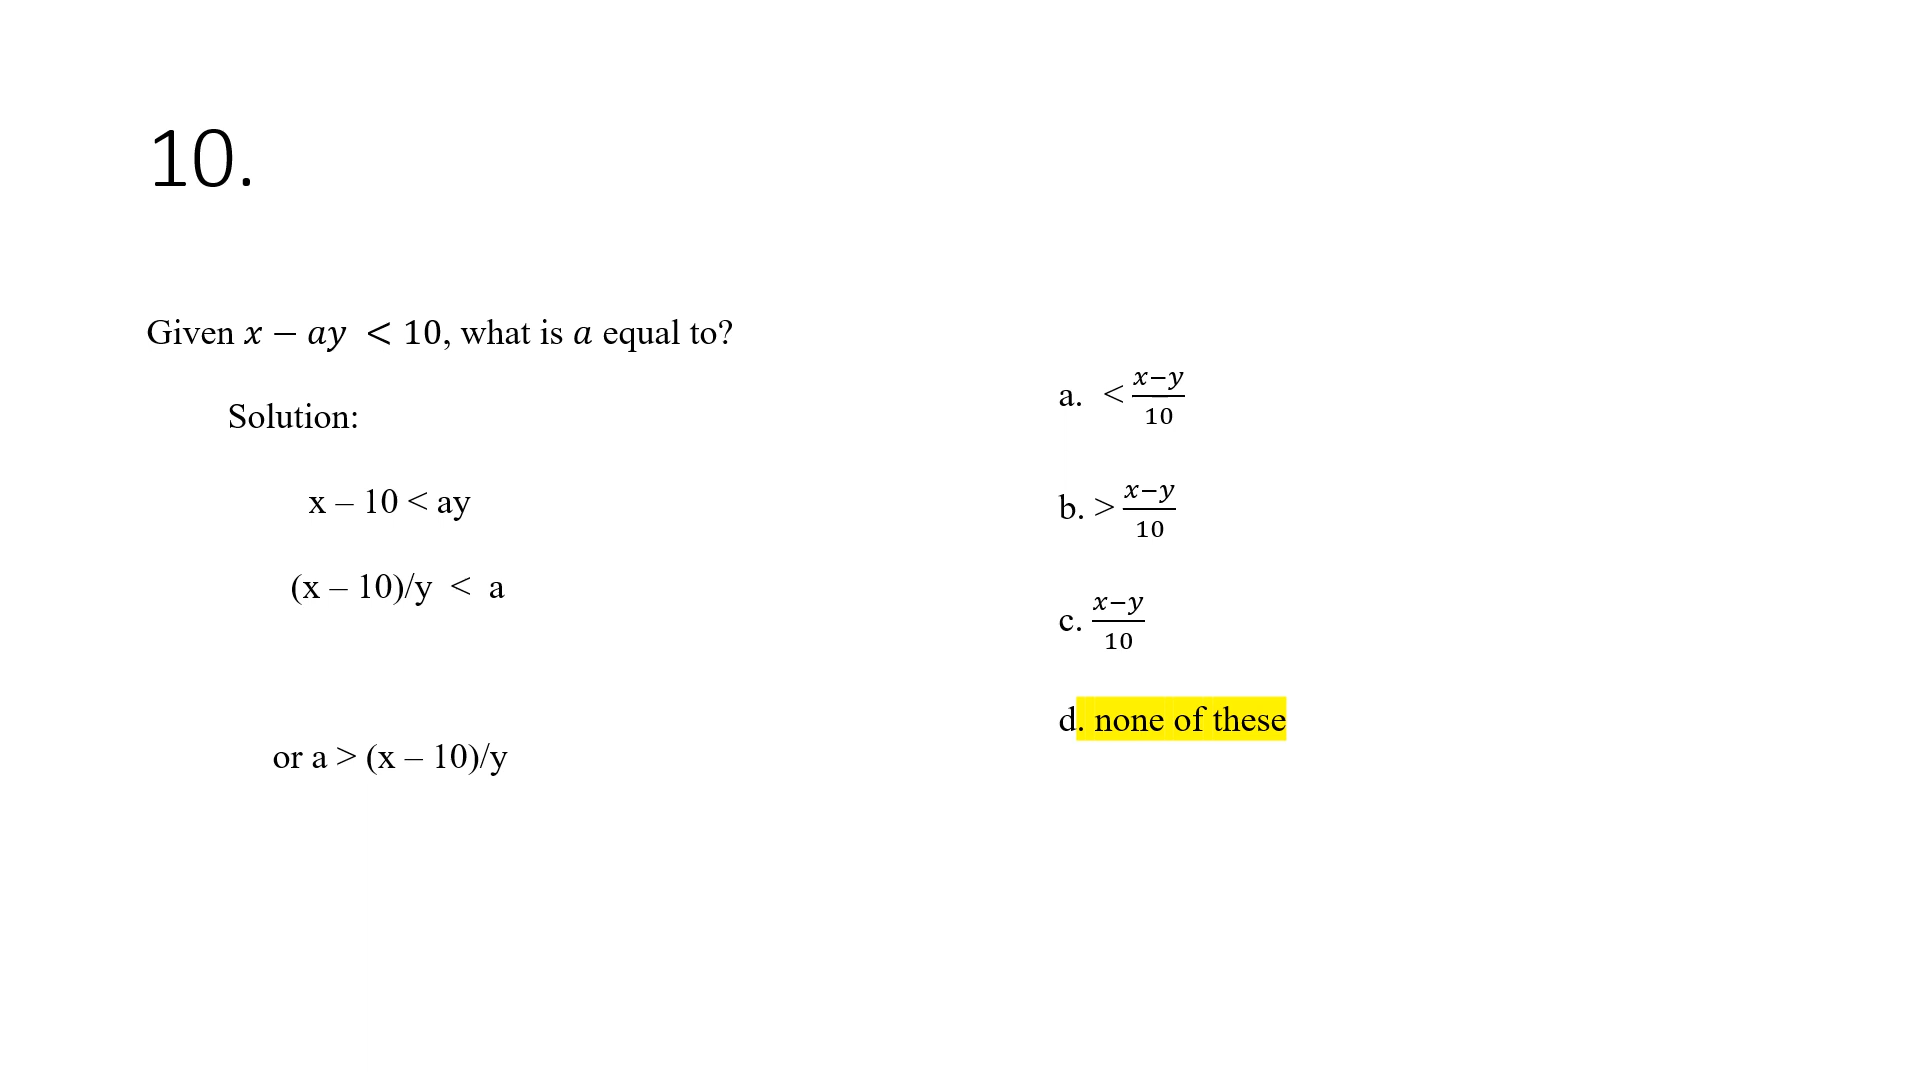 10.
Given x − ay < 10, what is a equal to?
Solution:
x – 10 < ay
(x – 10)/y < a
or a > (x – 10)/y
a. < x−y/10
b. > x−y/10
c. x−y/10
d. none of these